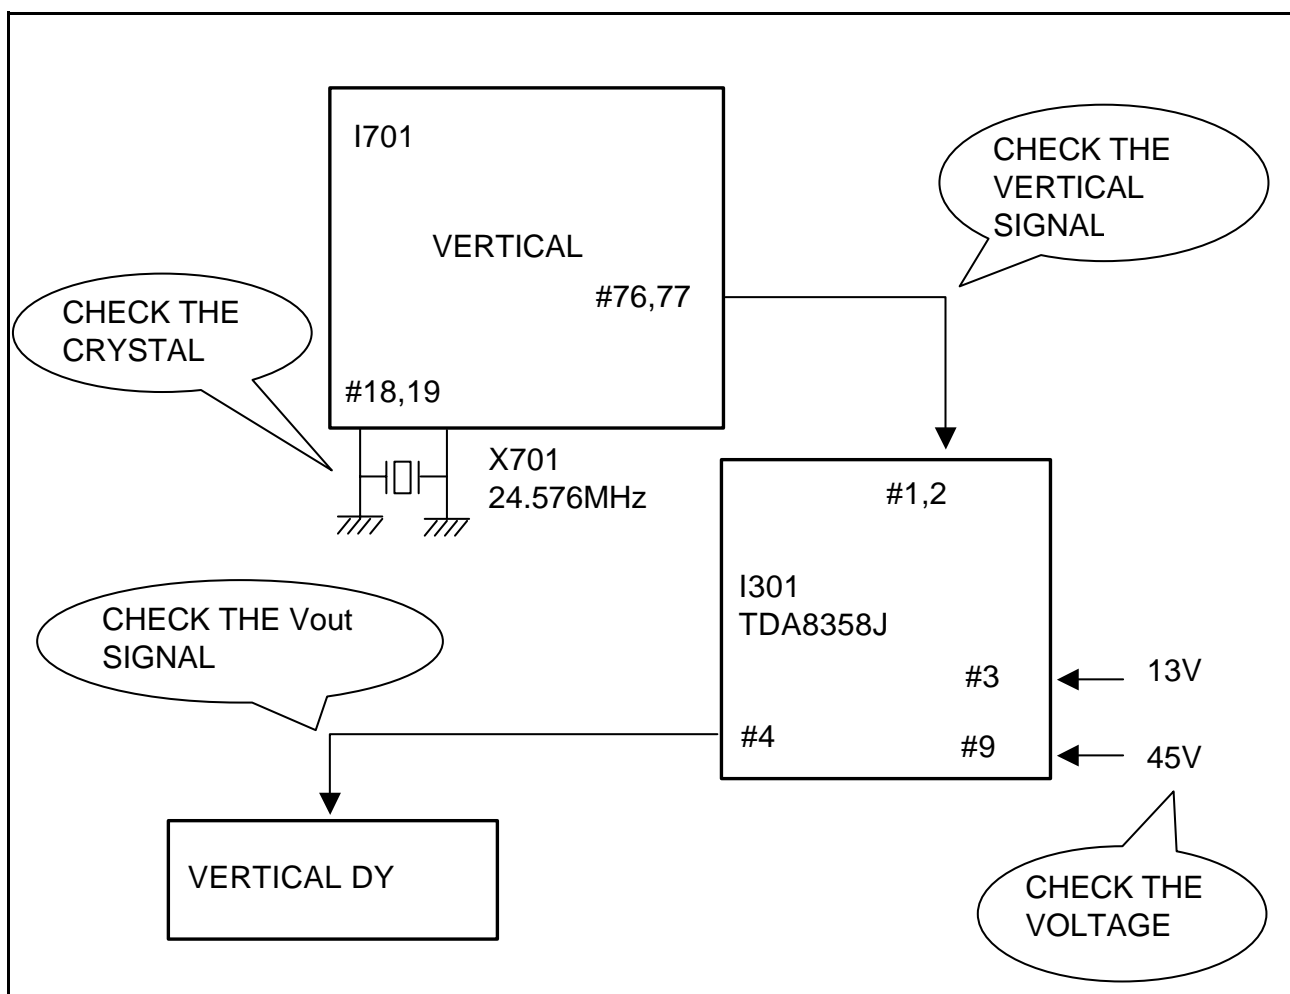 I701
VERTICAL
#76,77
#18,19
CHECK THE
VERTICAL
SIGNAL
CHECK THE
CRYSTAL
X701
24.576MHz
#1,2
I301
TDA8358J
#3
13V
#4
#9
45V
CHECK THE Vout
SIGNAL
VERTICAL DY
CHECK THE
VOLTAGE